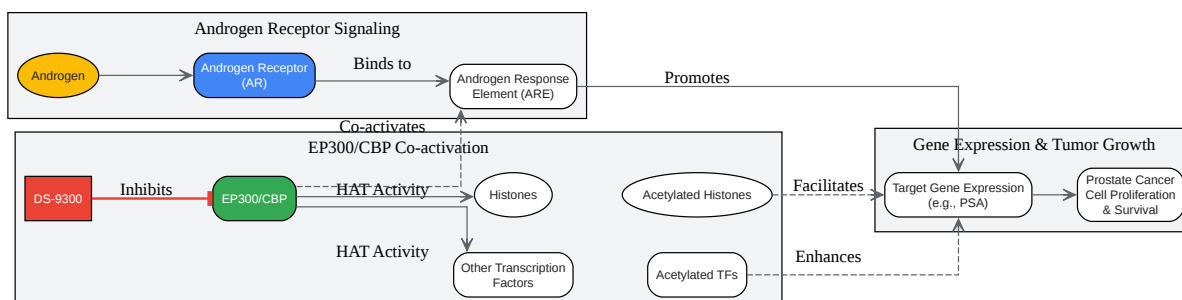 Androgen Receptor Signaling
Androgen
Androgen Receptor
(AR)
Binds to
Androgen Response
Element (ARE)
Promotes
Co-activates
EP300/CBP Co-activation
DS-9300
Inhibits
EP300/CBP
HAT Activity
Histones
HAT Activity
Other Transcription
Factors
Acetylated Histones
Facilitates
Acetylated TFs
Enhances
Gene Expression & Tumor Growth
Target Gene Expression
(e.g., PSA)
Prostate Cancer
Cell Proliferation
& Survival